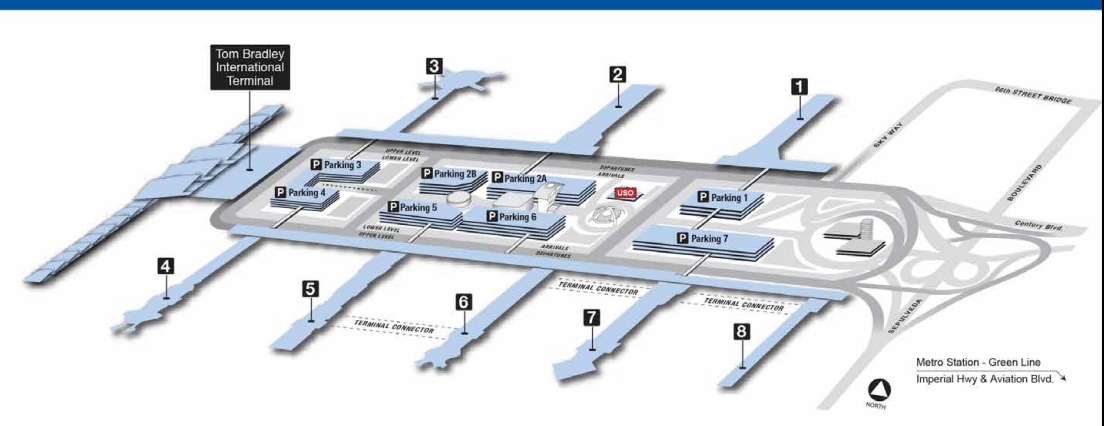 Tom Bradley
International
Terminal
3
2
1
96th STREET BRIDGE
SKY WAY
BOULEVARD
Century Blvd.
UPPER LEVEL
LOWER LEVEL
DEPARTURES
ARRIVALS
P Parking 3
P Parking 2B
P Parking 2A
USO
P Parking 4
P Parking 1
P Parking 5
P Parking 6
P Parking 7
LOWER LEVEL
UPPER LEVEL
ARRIVALS
DEPARTURES
4
5
6
7
8
TERMINAL CONNECTOR
TERMINAL CONNECTOR
TERMINAL CONNECTOR
SEPULVEDA
Metro Station - Green Line
Imperial Hwy & Aviation Blvd.
NORTH